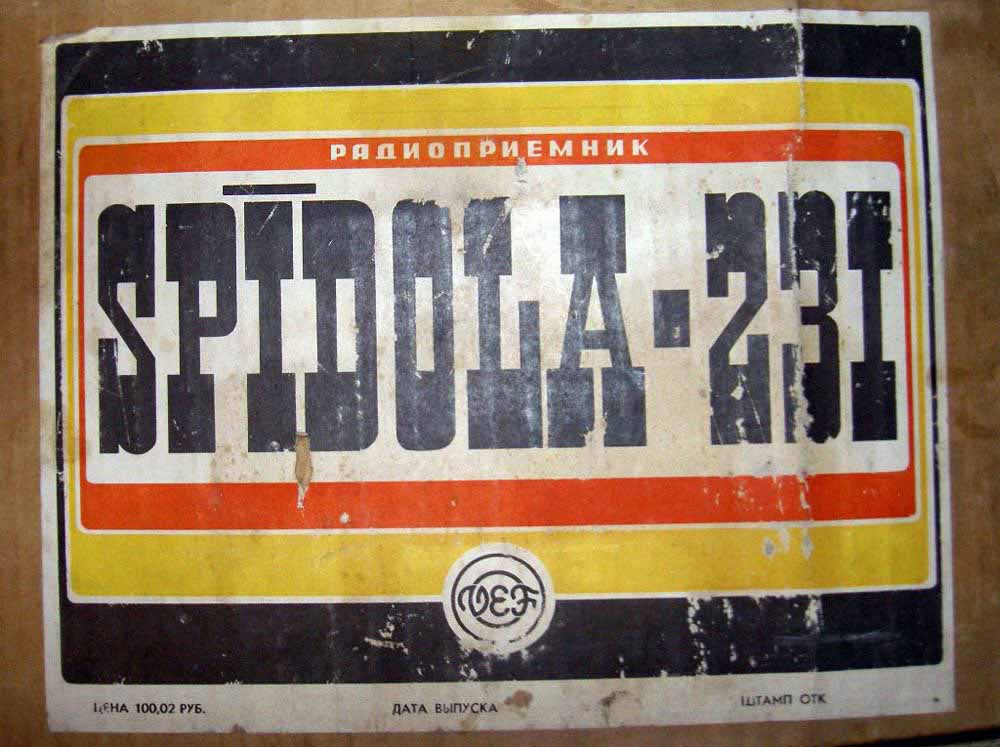 РАДИОПРИЕМНИК
SPĪDOLA-231
VEF
ЦЕНА 100,02 РУБ.
ДАТА ВЫПУСКА
ШТАМП ОТК